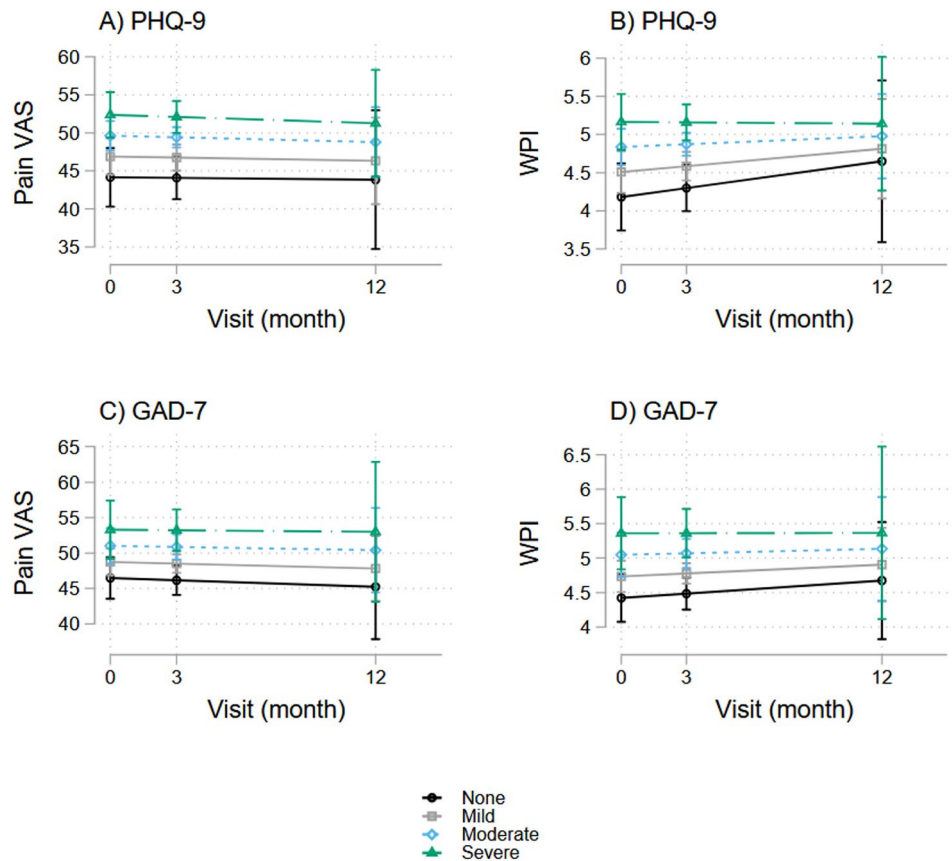 A) PHQ-9
Pain VAS
60
55
50
45
40
35
0 3 12
Visit (month)
B) PHQ-9
WPI
6
5.5
5
4.5
4
3.5
0 3 12
Visit (month)
C) GAD-7
Pain VAS
65
60
55
50
45
40
0 3 12
Visit (month)
D) GAD-7
WPI
6.5
6
5.5
5
4.5
4
0 3 12
Visit (month)
None
Mild
Moderate
Severe